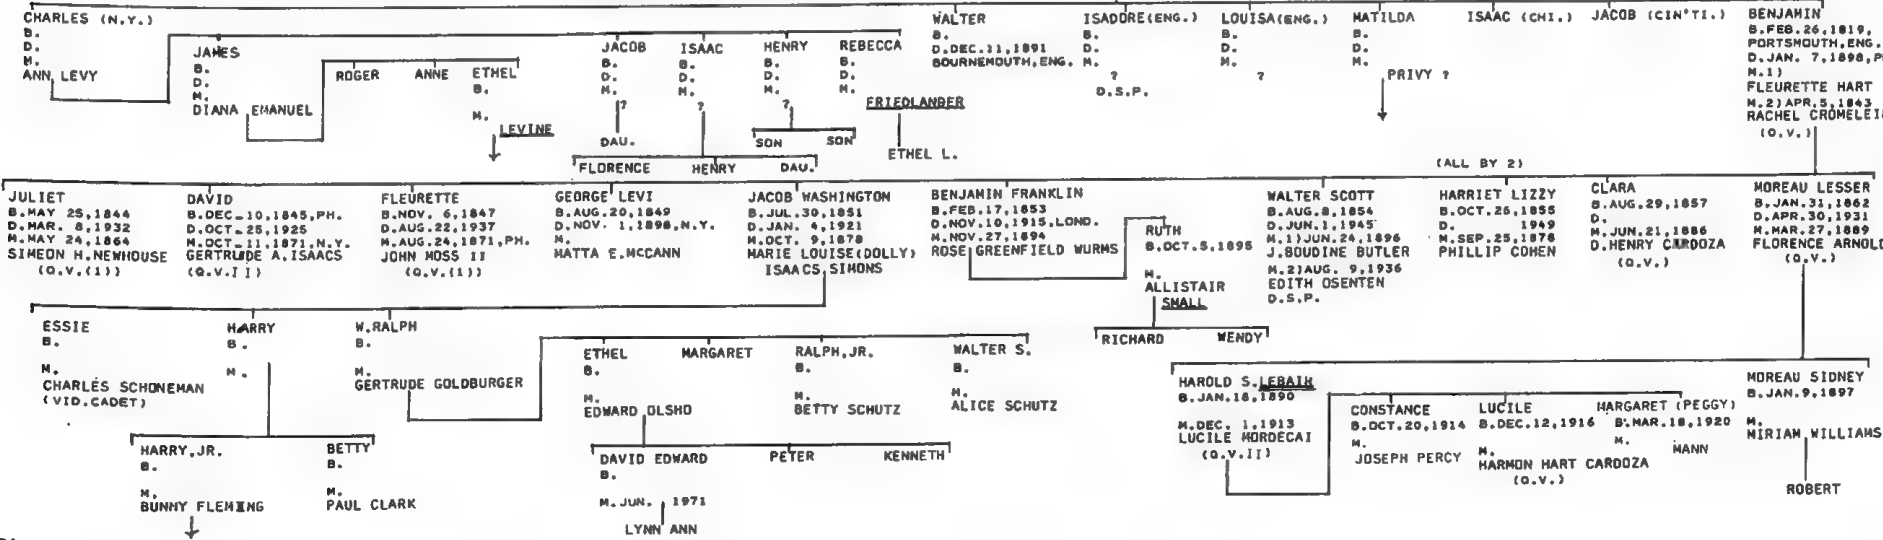 CHARLES (N.Y.)
B.
D.
M.
ANN LEVY
JAMES
B.
D.
M.
DIANA EMANUEL
ROGER
ANNE
ETHEL
B.
M.
LEVINE
JACOB
B.
D.
M.
?
DAU.
ISAAC
B.
D.
M.
?
FLORENCE
HENRY
DAU.
HENRY
B.
D.
M.
?
SON
SON
REBECCA
B.
D.
M.
FRIEDLANDER
ETHEL L.
WALTER
B.
D.DEC.11,1891
BOURNEMOUTH,ENG.
ISADORE(ENG.)
B.
D.
M.
?
D.S.P.
LOUISA(ENG.)
B.
D.
M.
?
MATILDA
B.
D.
M.
PRIVY ?
ISAAC (CHI.)
JACOB (CIN'TI.)
BENJAMIN
B.FEB.26,1819,
PORTSMOUTH,ENG.
D.JAN. 7,1898,
M.1)
FLEURETTE HART
M.2)APR.5,1843
RACHEL
(Q.V.)
(ALL BY 2)
JULIET
B.MAY 25,1844
D.MAR. 8,1932
M.MAY 24,1864
SIMEON H.NEWHOUSE
(Q.V.(1))
DAVID
B.DEC.10,1845,PH.
D.OCT.25,1925
M.OCT.11,1871,N.Y.
GERTRUDE A.ISAACS
(Q.V.II)
FLEURETTE
B.NOV. 6,1847
D.AUG.22,1937
M.AUG.24,1871,PH.
JOHN MOSS II
(Q.V.(1))
GEORGE LEVI
B.AUG.20,1849
D.NOV. 1,1898,N.Y.
M.
MATTA E.MCCANN
JACOB WASHINGTON
B.JUL.30,1851
D.JAN. 4,1921
M.OCT. 9,1878
MARIE LOUISE(DOLLY)
ISAACS SIMONS
BENJAMIN FRANKLIN
B.FEB.17,1853
D.NOV.10,1915,LOND.
M.NOV.27,1894
ROSE GREENFIELD WURMS
RUTH
B.OCT.5,1895
M.
ALLISTAIR
SMALL
RICHARD
WENDY
WALTER SCOTT
B.AUG.8,1854
D.JUN.1,1945
M.1)JUN.24,1896
J.BOUDINE BUTLER
M.2)AUG. 9,1936
EDITH OSENTEN
D.S.P.
HARRIET LIZZY
B.OCT.26,1855
D. 1949
M.SEP.25,1878
PHILLIP COHEN
CLARA
B.AUG.29,1857
D.
M.JUN.21,1886
D.HENRY CARDOZA
(Q.V.)
MOREAU LESSER
B.JAN.31,1862
D.APR.30,1931
M.MAR.27,1889
FLORENCE ARNOLD
(Q.V.)
ESSIE
B.
M.
CHARLES SCHONEMAN
(VID.CADET)
HARRY
B.
M.
W.RALPH
B.
M.
GERTRUDE GOLDBURGER
ETHEL
B.
M.
EDWARD OLSHO
MARGARET
RALPH,JR.
B.
M.
BETTY SCHUTZ
WALTER S.
B.
M.
ALICE SCHUTZ
HARRY,JR.
B.
M.
BUNNY FLEMING
BETTY
B.
M.
PAUL CLARK
DAVID EDWARD
B.
M.JUN. 1971
LYNN ANN
PETER
KENNETH
HAROLD S.LEBAIR
B.JAN.18,1890
M.DEC. 1,1913
LUCILE MORDECAI
(Q.V.II)
CONSTANCE
B.OCT.20,1914
M.
JOSEPH PERCY
LUCILE
B.DEC.12,1916
M.
HARMON HART CARDOZA
(Q.V.)
MARGARET (PEGGY)
B.MAR.18,1920
M.
MANN
MOREAU SIDNEY
B.JAN.9,1897
M.
MIRIAM WILLIAMS
ROBERT